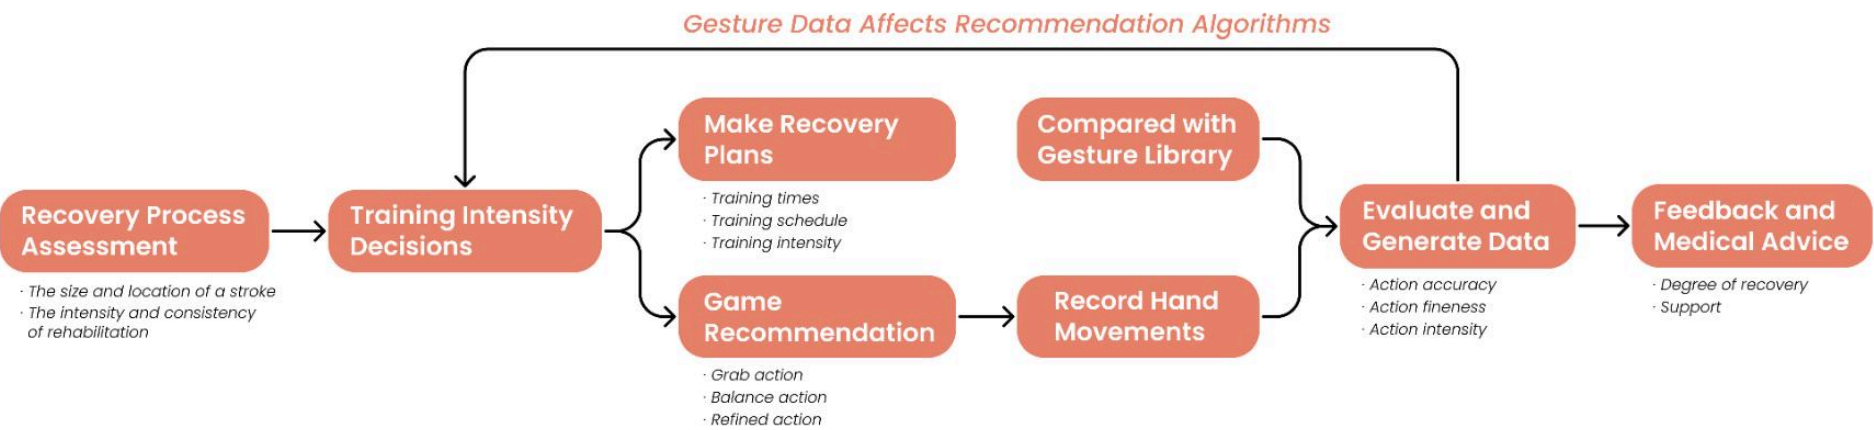 Gesture Data Affects Recommendation Algorithms
Recovery Process
Assessment
· The size and location of a stroke
· The intensity and consistency
of rehabilitation
Training Intensity
Decisions
Make Recovery
Plans
· Training times
· Training schedule
· Training intensity
Game
Recommendation
· Grab action
· Balance action
· Refined action
Compared with
Gesture Library
Record Hand
Movements
Evaluate and
Generate Data
· Action accuracy
· Action fineness
· Action intensity
Feedback and
Medical Advice
· Degree of recovery
· Support